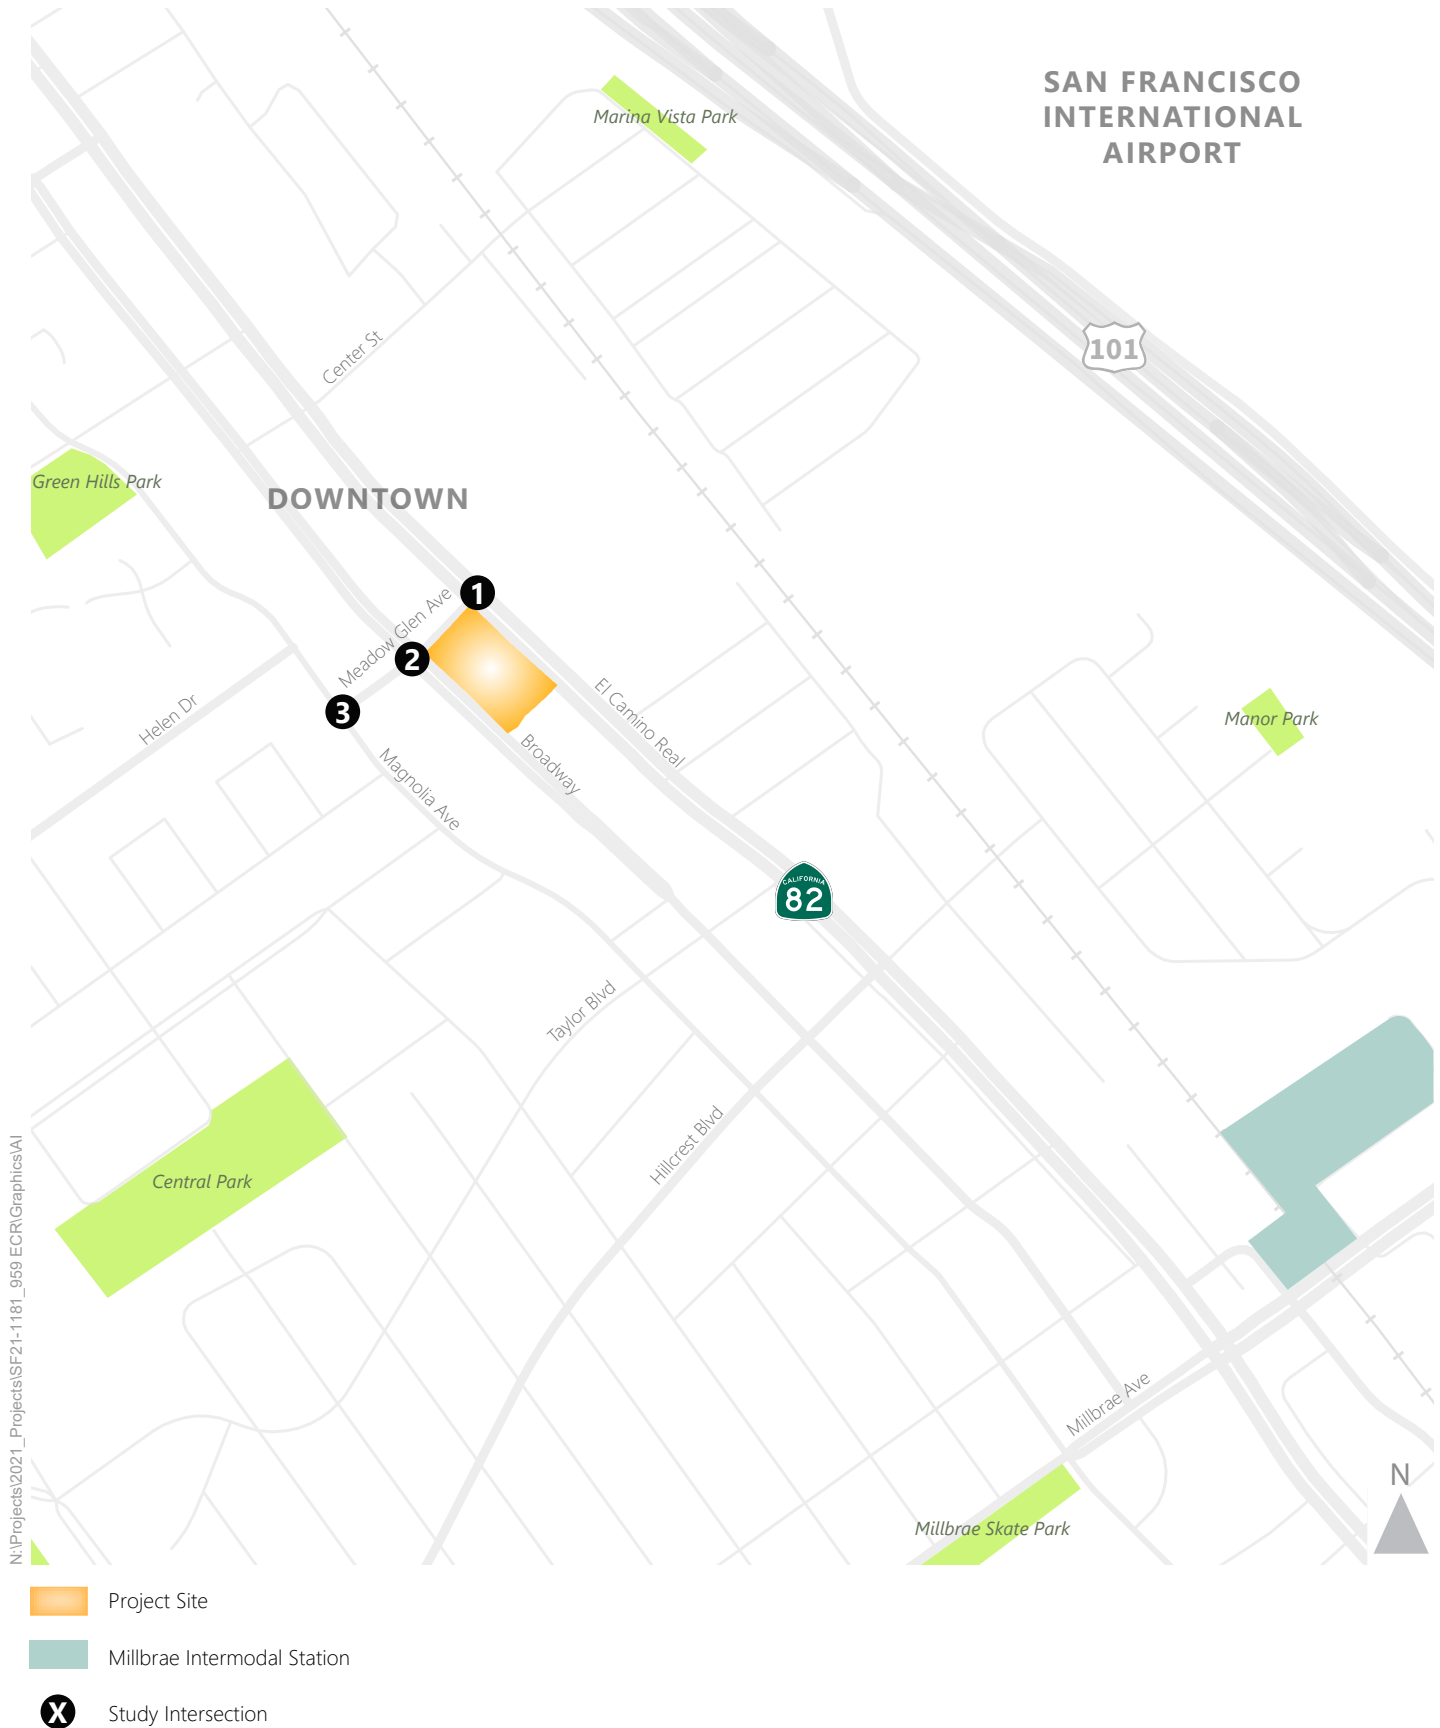 SAN FRANCISCO
INTERNATIONAL
AIRPORT
Marina Vista Park
101
Center St
Green Hills Park
DOWNTOWN
1
Meadow Glen Ave
2
3
El Camino Real
Helen Dr
Manor Park
Broadway
Magnolia Ave
CALIFORNIA
82
Taylor Blvd
Hillcrest Blvd
Central Park
Millbrae Ave
N
Millbrae Skate Park
N:\Projects\2021_Projects\SF21-1181_959 ECR\Graphics\AI
Project Site
Millbrae Intermodal Station
X
Study Intersection